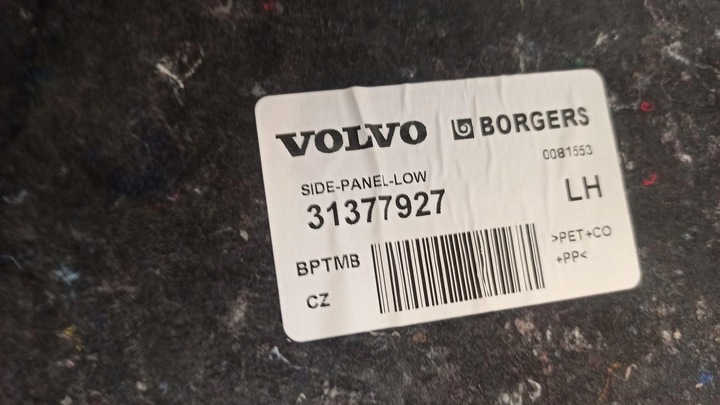 VOLVO BORGERS
0081553
SIDE-PANEL-LOW
31377927 LH
BPTMB >PET+CO
+PP<
CZ